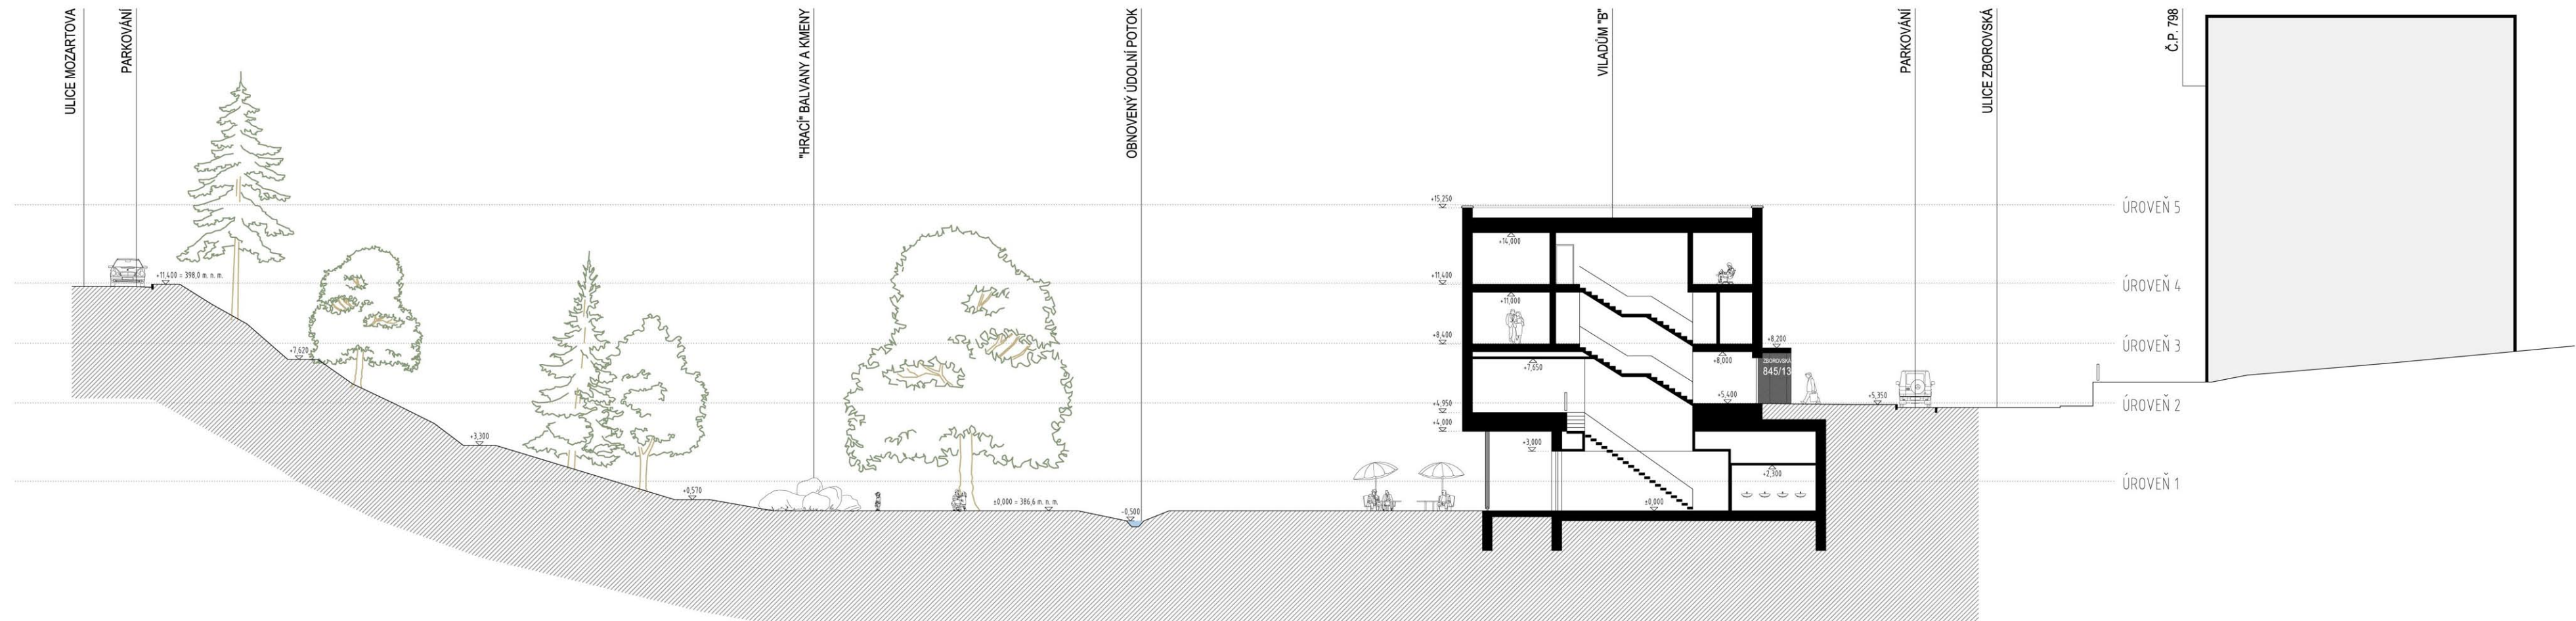 ULICE MOZARTOVA
PARKOVÁNÍ
"HRACÍ" BALVANY A KMENY
OBNOVENÝ ÚDOLNÍ POTOK
VILADŮM "B"
PARKOVÁNÍ
ULICE ZBOROVSKÁ
Č.P. 798
+15,250
ÚROVEŇ 5
+14,000
+11,400 = 398,0 m. n. m.
+11,400
ÚROVEŇ 4
+11,000
+8,400
+8,200
ÚROVEŇ 3
+7,620
+8,000
+7,650
ZBOROVSKÁ
845/13
+5,400
+5,350
+4,950
ÚROVEŇ 2
+4,000
+3,300
+3,000
+2,300
ÚROVEŇ 1
+0,570
±0,000 = 386,6 m. n. m.
±0,000
-0,500